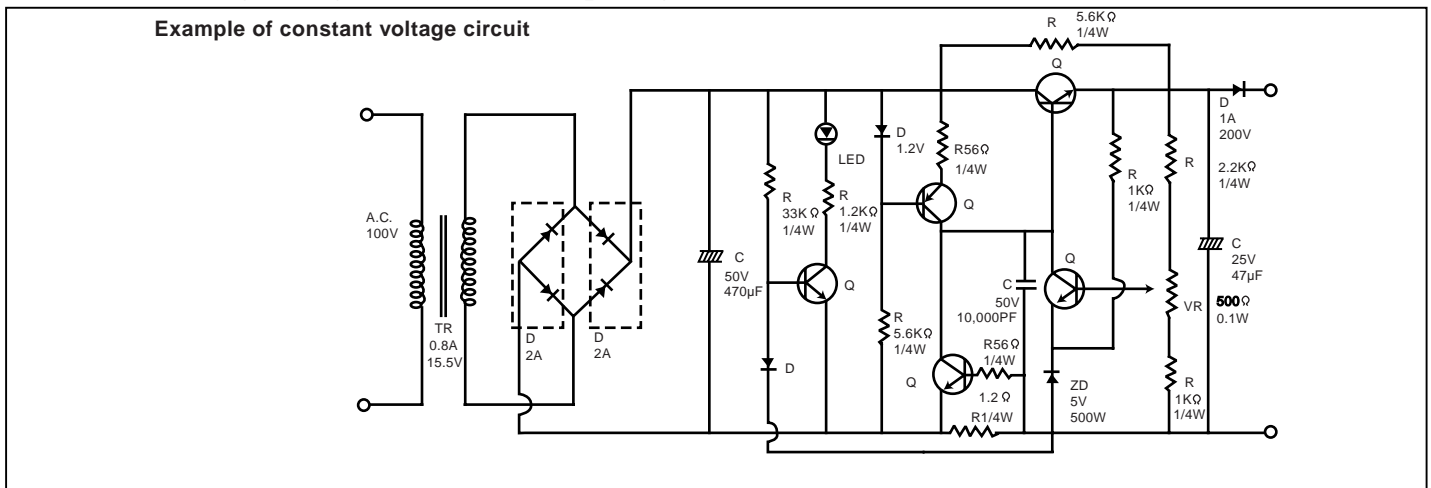 Example of constant voltage circuit
R
5.6KΩ
1/4W
Q
D
1A
200V
LED
D
1.2V
R56Ω
1/4W
R
33KΩ
1/4W
R
1.2KΩ
1/4W
Q
R
1KΩ
1/4W
R
2.2KΩ
1/4W
A.C.
100V
C
50V
470µF
Q
C
50V
10,000PF
Q
VR
500Ω
0.1W
C
25V
47µF
TR
0.8A
15.5V
D
2A
D
2A
R
5.6KΩ
1/4W
D
Q
R56Ω
1/4W
1.2Ω
R1/4W
ZD
5V
500W
R
1KΩ
1/4W